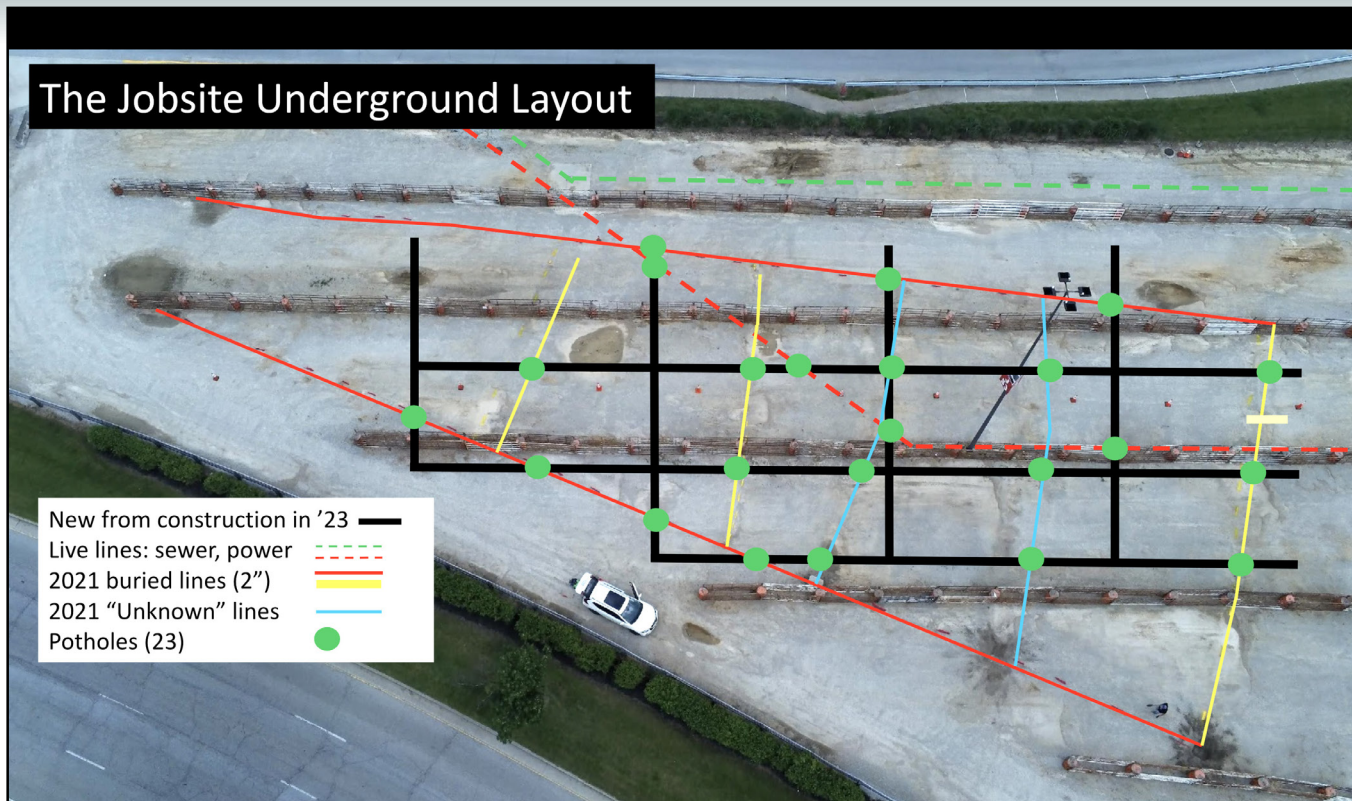 The Jobsite Underground Layout
New from construction in ’23
Live lines: sewer, power
2021 buried lines (2”)
2021 “Unknown” lines
Potholes (23)